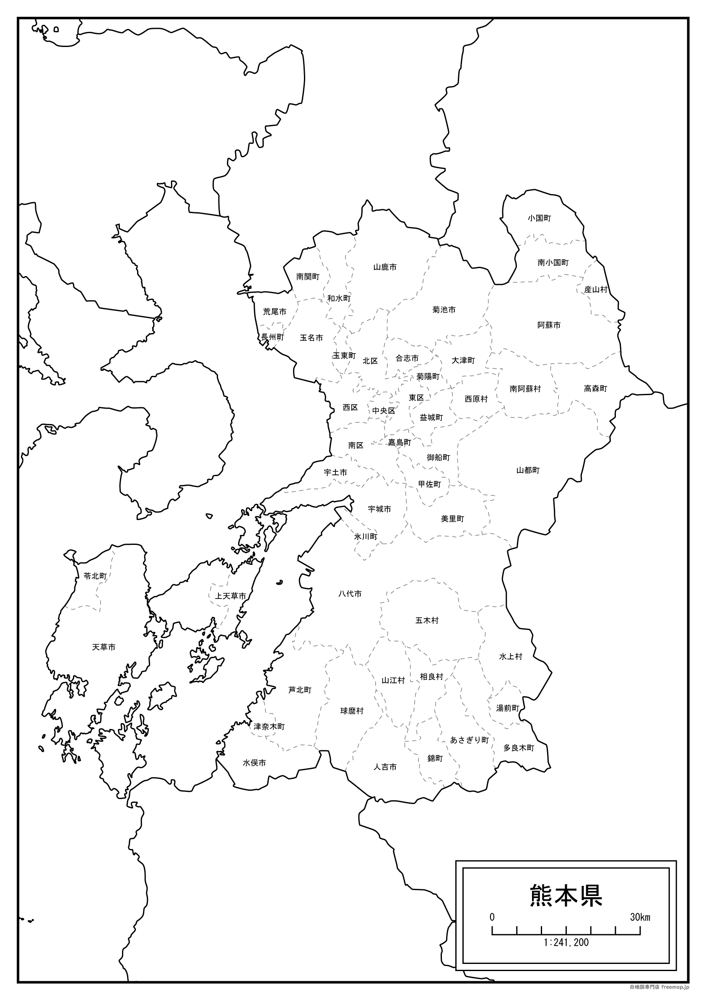 小国町
南小国町
山鹿市
南関町
産山村
和水町
菊池市
荒尾市
阿蘇市
長州町
玉名市
玉東町
北区
合志市
大津町
菊陽町
南阿蘇村
高森町
東区
西原村
西区
中央区
益城町
嘉島町
南区
御船町
山都町
宇土市
甲佐町
宇城市
美里町
氷川町
苓北町
八代市
上天草市
五木村
天草市
水上村
相良村
山江村
芦北町
湯前町
球麿村
津奈木町
あさぎり町
多良木町
錦町
水俣市
人吉市
熊本県
0 30km
1:241,200
白地図専門店 freemap.jp